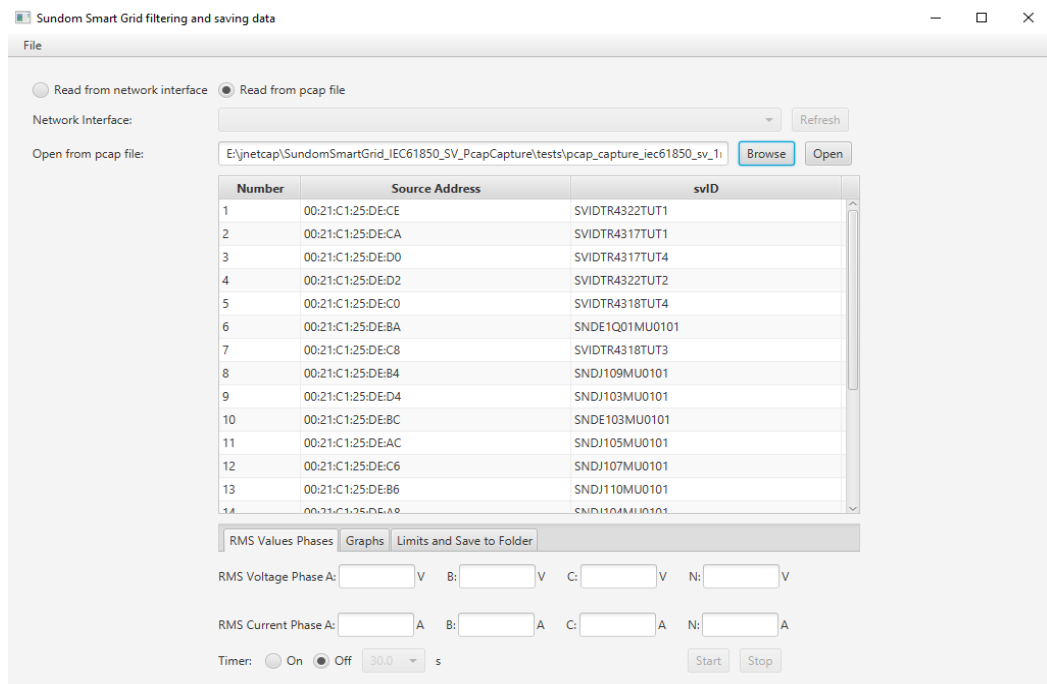 Sundom Smart Grid filtering and saving data
File
Read from network interface Read from pcap file
Network Interface: Refresh
Open from pcap file: E:\jnetcap\SundomSmartGrid_IEC61850_SV_PcapCapture\tests\pcap_capture_iec61850_sv_1 Browse Open
Number Source Address svID
1 00:21:C1:25:DE:CE SVIDTR4322TUT1
2 00:21:C1:25:DE:CA SVIDTR4317TUT1
3 00:21:C1:25:DE:D0 SVIDTR4317TUT4
4 00:21:C1:25:DE:D2 SVIDTR4322TUT2
5 00:21:C1:25:DE:C0 SVIDTR4318TUT4
6 00:21:C1:25:DE:BA SNDE1Q01MU0101
7 00:21:C1:25:DE:C8 SVIDTR4318TUT3
8 00:21:C1:25:DE:B4 SNDJ109MU0101
9 00:21:C1:25:DE:D4 SNDJ103MU0101
10 00:21:C1:25:DE:BC SNDE103MU0101
11 00:21:C1:25:DE:AC SNDJ105MU0101
12 00:21:C1:25:DE:C6 SNDJ107MU0101
13 00:21:C1:25:DE:B6 SNDJ110MU0101
14 00:21:C1:25:DE:A8 SNDJ104MU0101
RMS Values Phases Graphs Limits and Save to Folder
RMS Voltage Phase A: V B: V C: V N: V
RMS Current Phase A: A B: A C: A N: A
Timer: On Off 30.0 s Start Stop